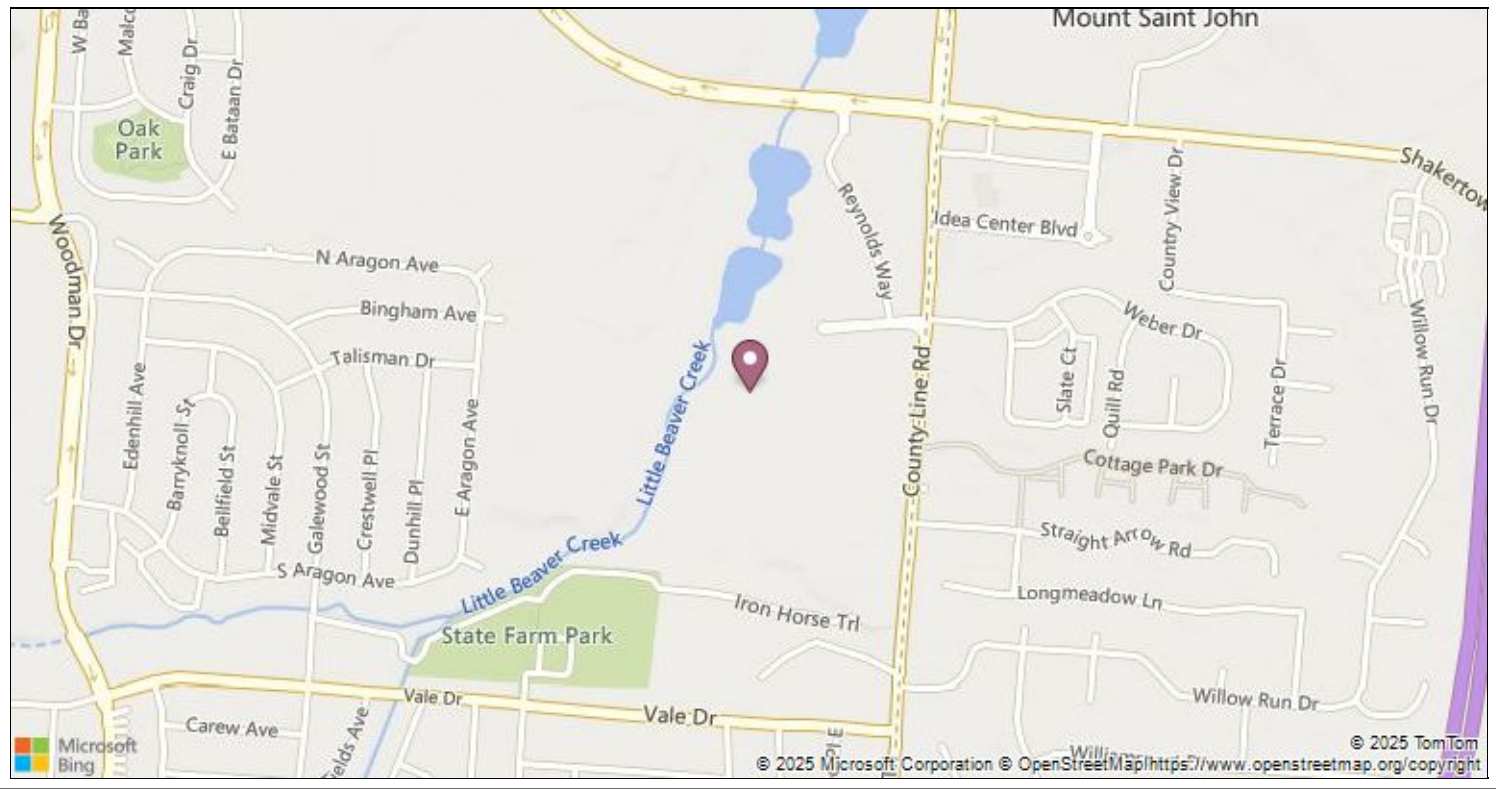 Mount Saint John
W Ba
Malco
Craig Dr
E Bataan Dr
Oak
Park
Shakertow
Woodman Dr
Reynolds Way
Idea Center Blvd
Country View Dr
N Aragon Ave
Bingham Ave
Talisman Dr
Weber Dr
Willow Run Dr
Edenhill Ave
Barryknoll St
Bellfield St
Midvale St
Galewood St
Crestwell Pl
Dunhill Pl
E Aragon Ave
Little Beaver Creek
County Line Rd
Slate Ct
Quill Rd
Terrace Dr
Cottage Park Dr
Straight Arrow Rd
S Aragon Ave
Little Beaver Creek
Longmeadow Ln
Iron Horse Trl
State Farm Park
Vale Dr
Vale Dr
Willow Run Dr
Carew Ave
ields Ave
Pl E
Microsoft
Bing
© 2025 TomTom
© 2025 Microsoft Corporation © OpenStreetMap https://www.openstreetmap.org/copyright